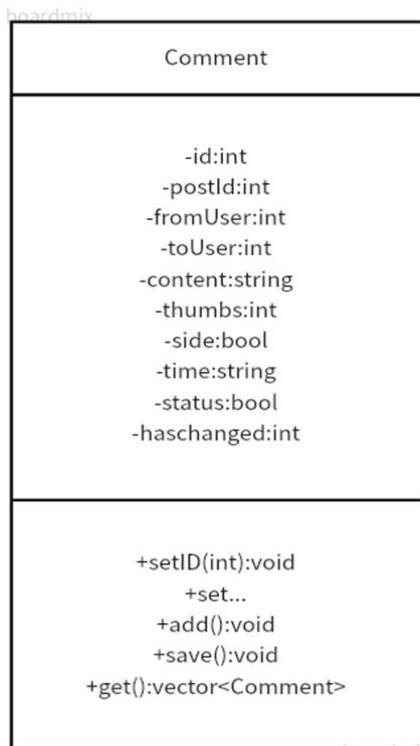 boardmix
Comment
-id:int
-postId:int
-fromUser:int
-toUser:int
-content:string
-thumbs:int
-side:bool
-time:string
-status:bool
-haschanged:int
+setID(int):void
+set...
+add():void
+save():void
+get():vector<Comment>